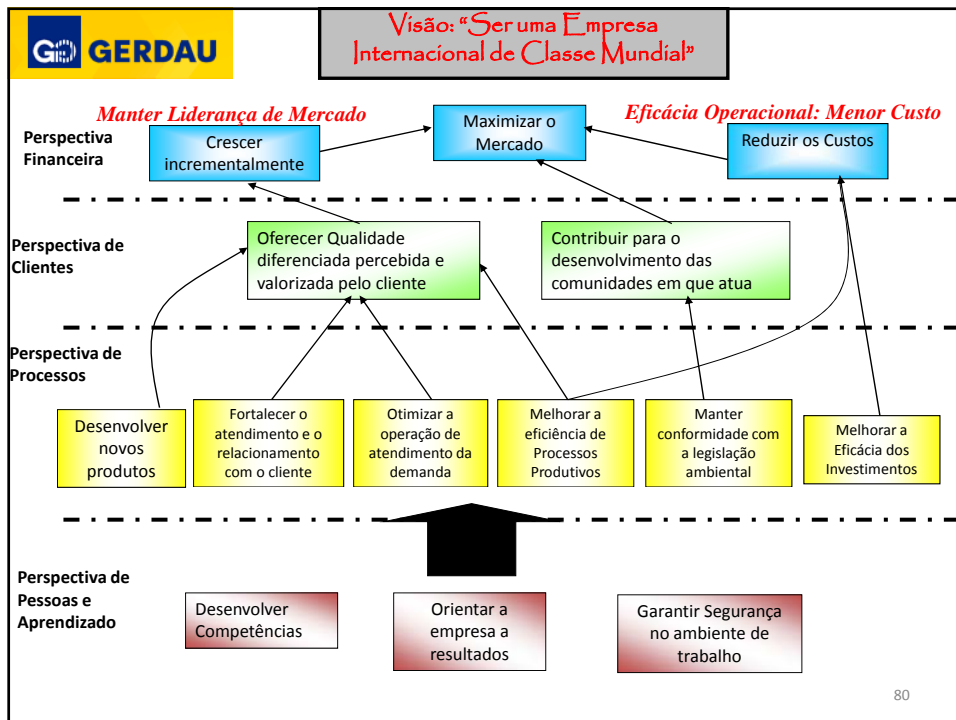 GD GERDAU
Visão: “Ser uma Empresa
Internacional de Classe Mundial”
Manter Liderança de Mercado
Eficácia Operacional: Menor Custo
Perspectiva
Financeira
Crescer
incrementalmente
Maximizar o
Mercado
Reduzir os Custos
Perspectiva de
Clientes
Oferecer Qualidade
diferenciada percebida e
valorizada pelo cliente
Contribuir para o
desenvolvimento das
comunidades em que atua
Perspectiva de
Processos
Desenvolver
novos
produtos
Fortalecer o
atendimento e o
relacionamento
com o cliente
Otimizar a
operação de
atendimento da
demanda
Melhorar a
eficiência de
Processos
Produtivos
Manter
conformidade com
a legislação
ambiental
Melhorar a
Eficácia dos
Investimentos
Perspectiva de
Pessoas e
Aprendizado
Desenvolver
Competências
Orientar a
empresa a
resultados
Garantir Segurança
no ambiente de
trabalho
80